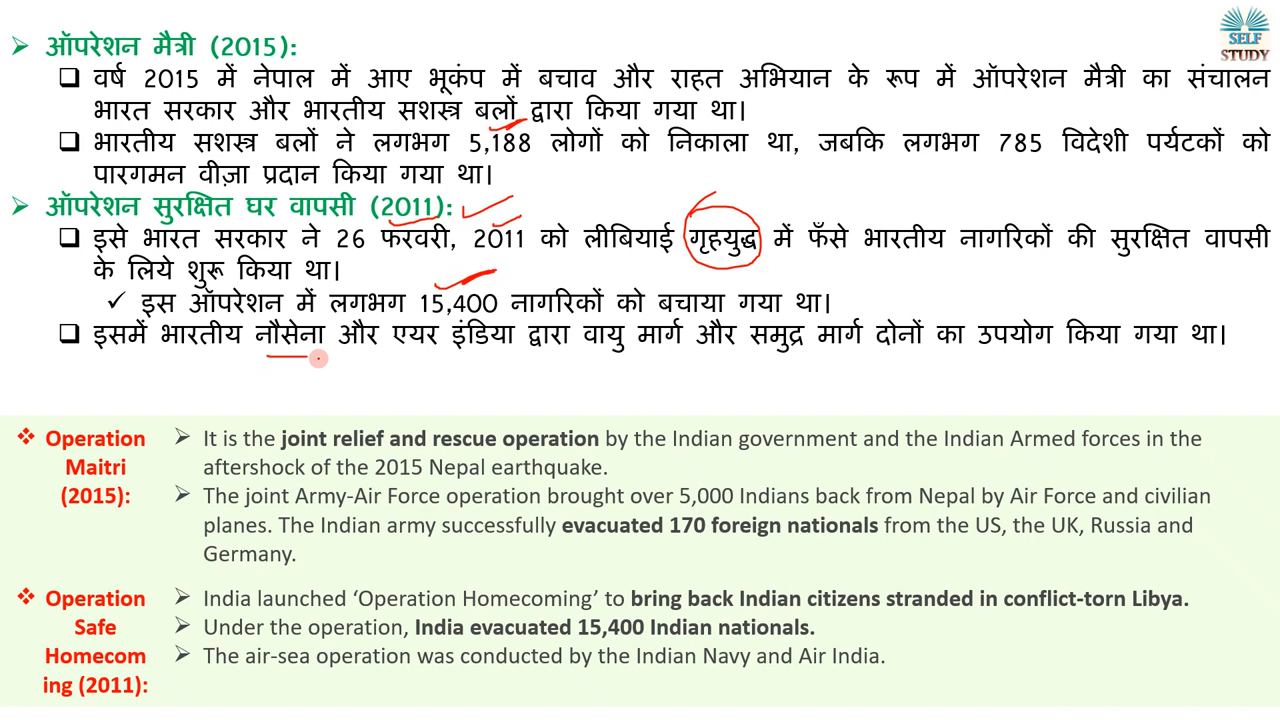 SELF
STUDY
ऑपरेशन मैत्री (2015):
वर्ष 2015 में नेपाल में आए भूकंप में बचाव और राहत अभियान के रूप में ऑपरेशन मैत्री का संचालन
भारत सरकार और भारतीय सशस्त्र बलों द्वारा किया गया था।
भारतीय सशस्त्र बलों ने लगभग 5,188 लोगों को निकाला था, जबकि लगभग 785 विदेशी पर्यटकों को
पारगमन वीज़ा प्रदान किया गया था।
ऑपरेशन सुरक्षित घर वापसी (2011):
इसे भारत सरकार ने 26 फरवरी, 2011 को लीबियाई गृहयुद्ध में फँसे भारतीय नागरिकों की सुरक्षित वापसी
के लिये शुरू किया था।
इस ऑपरेशन में लगभग 15,400 नागरिकों को बचाया गया था।
इसमें भारतीय नौसेना और एयर इंडिया द्वारा वायु मार्ग और समुद्र मार्ग दोनों का उपयोग किया गया था।
Operation
Maitri
(2015):
It is the joint relief and rescue operation by the Indian government and the Indian Armed forces in the
aftershock of the 2015 Nepal earthquake.
The joint Army-Air Force operation brought over 5,000 Indians back from Nepal by Air Force and civilian
planes. The Indian army successfully evacuated 170 foreign nationals from the US, the UK, Russia and
Germany.
Operation
Safe
Homecom
ing (2011):
India launched ‘Operation Homecoming’ to bring back Indian citizens stranded in conflict-torn Libya.
Under the operation, India evacuated 15,400 Indian nationals.
The air-sea operation was conducted by the Indian Navy and Air India.